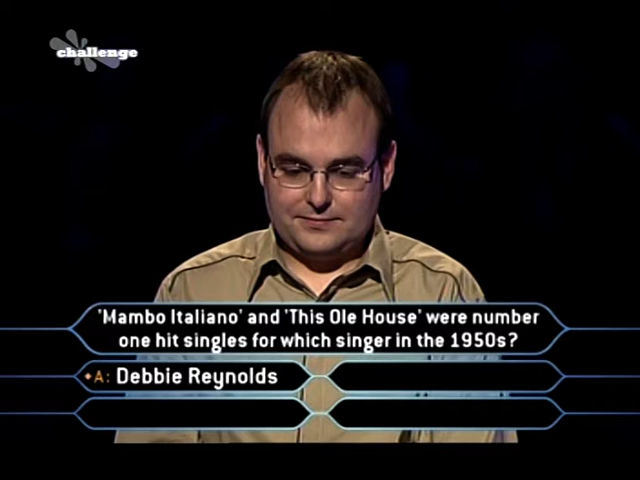 challenge
'Mambo Italiano' and 'This Ole House' were number
one hit singles for which singer in the 1950s?
A: Debbie Reynolds